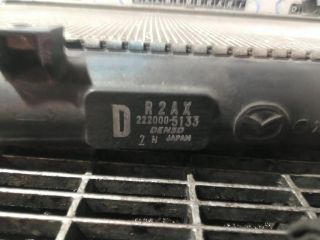 D R2AX
222000-5133
DENSO
Z N JAPAN